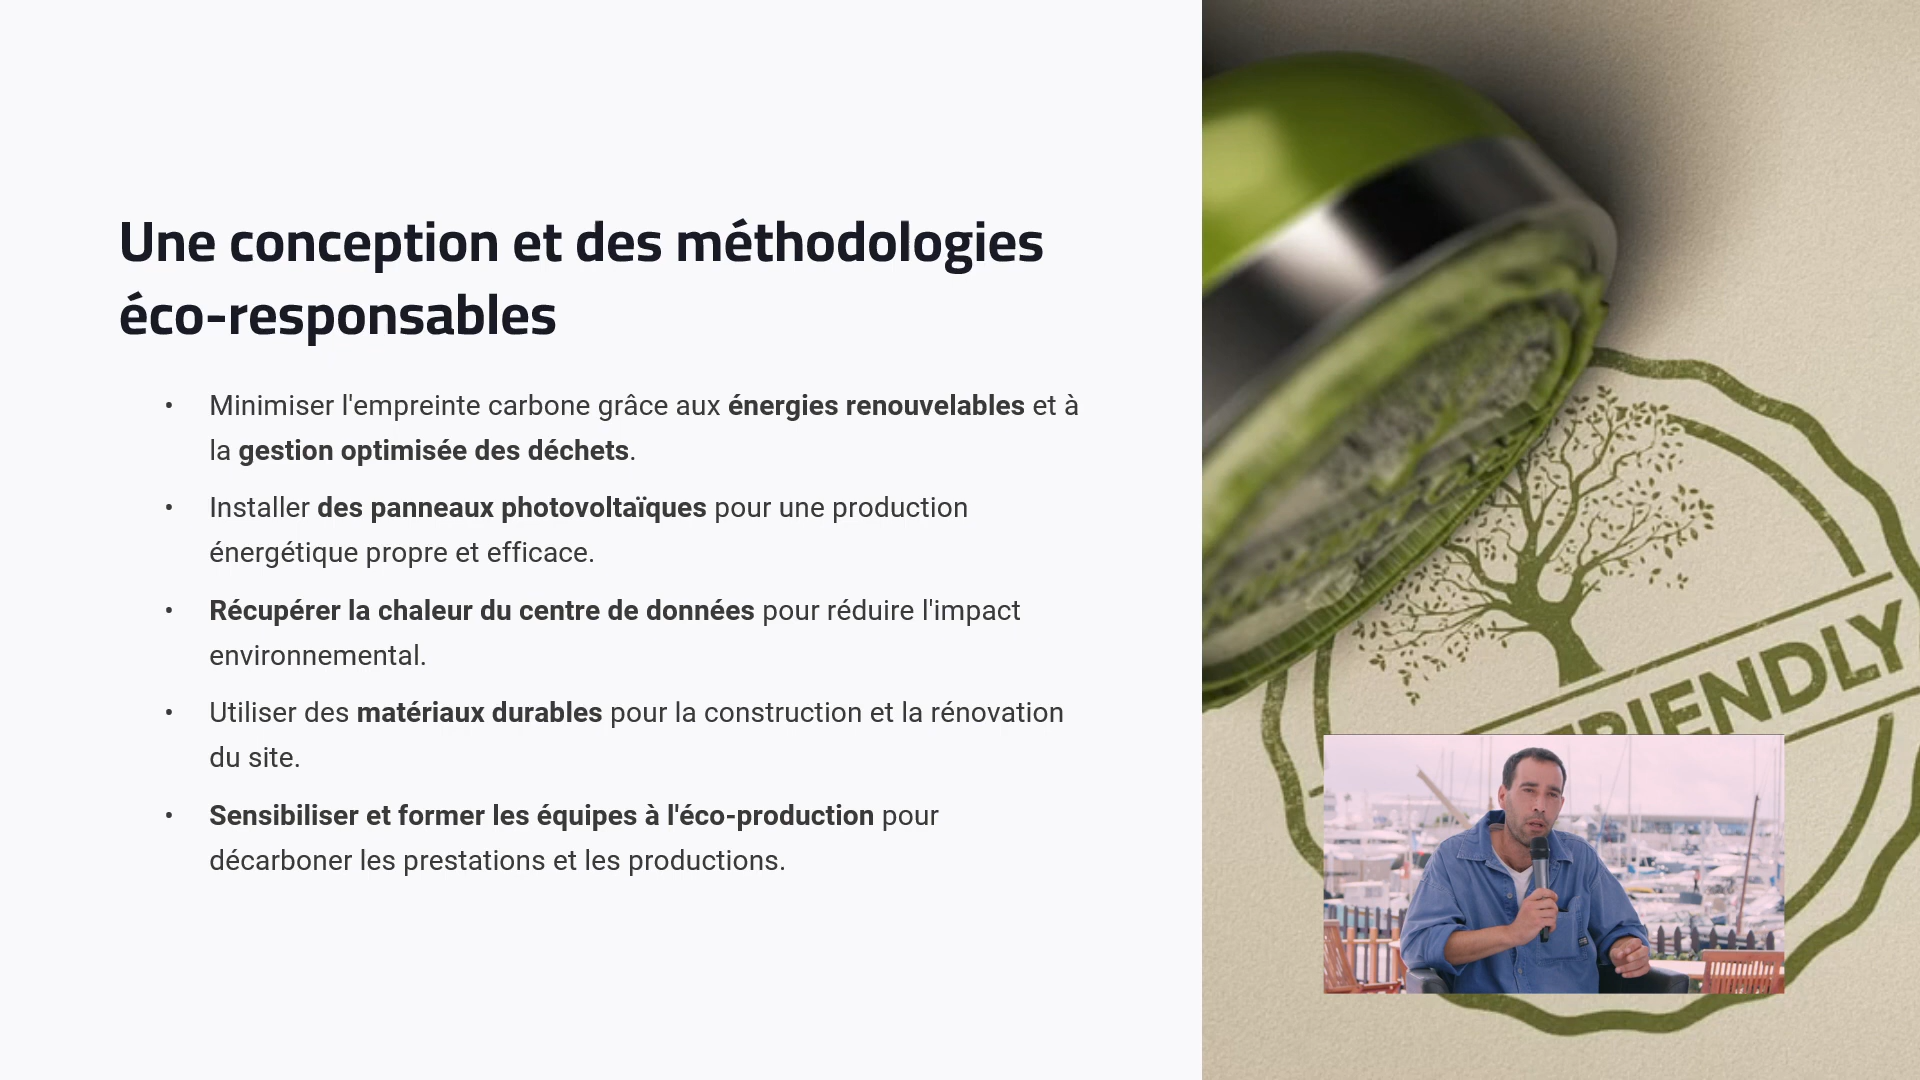 Une conception et des méthodologies
éco-responsables
• Minimiser l'empreinte carbone grâce aux énergies renouvelables et à
la gestion optimisée des déchets.
• Installer des panneaux photovoltaïques pour une production
énergétique propre et efficace.
• Récupérer la chaleur du centre de données pour réduire l'impact
environnemental.
• Utiliser des matériaux durables pour la construction et la rénovation
du site.
• Sensibiliser et former les équipes à l'éco-production pour
décarboner les prestations et les productions.
FRIENDLY